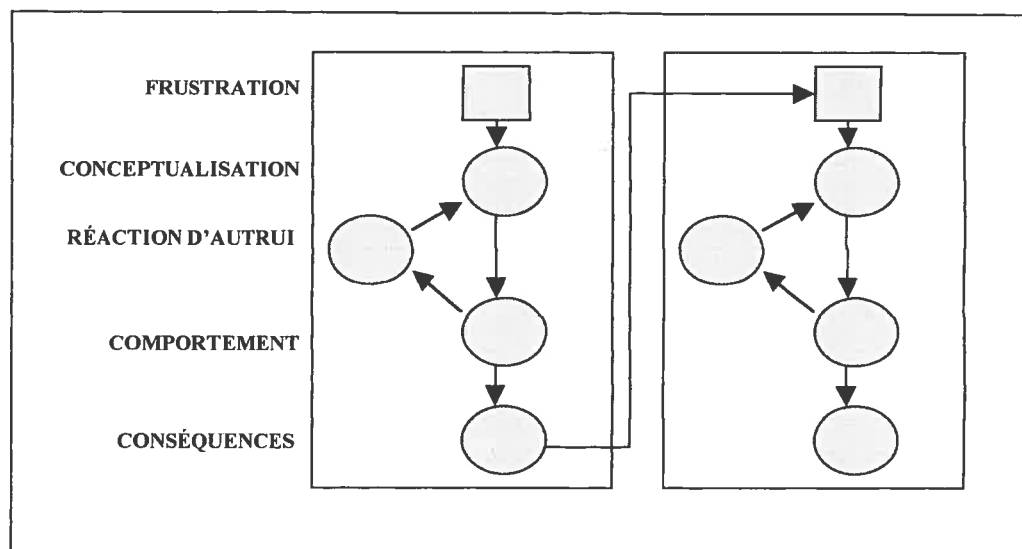 FRUSTRATION
CONCEPTUALISATION
RÉACTION D'AUTRUI
COMPORTEMENT
CONSÉQUENCES